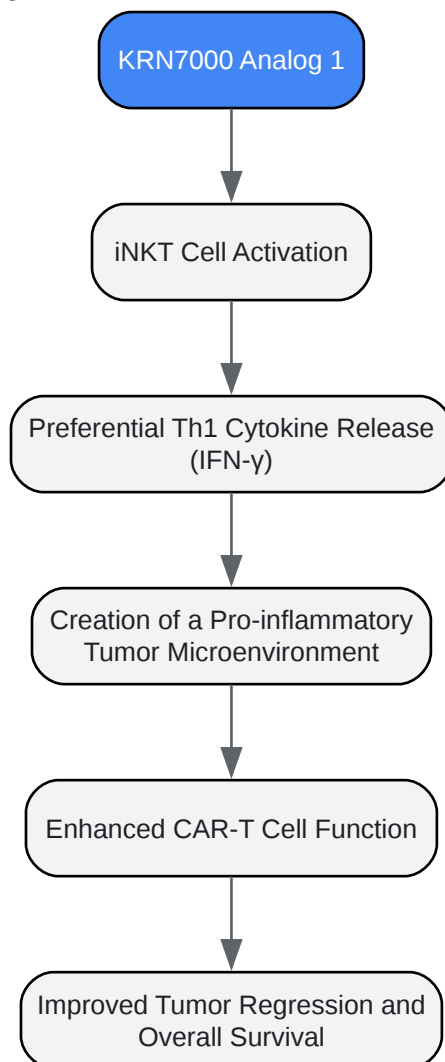 KRN7000 Analog 1
iNKT Cell Activation
Preferential Th1 Cytokine Release
(IFN-γ)
Creation of a Pro-inflammatory
Tumor Microenvironment
Enhanced CAR-T Cell Function
Improved Tumor Regression and
Overall Survival